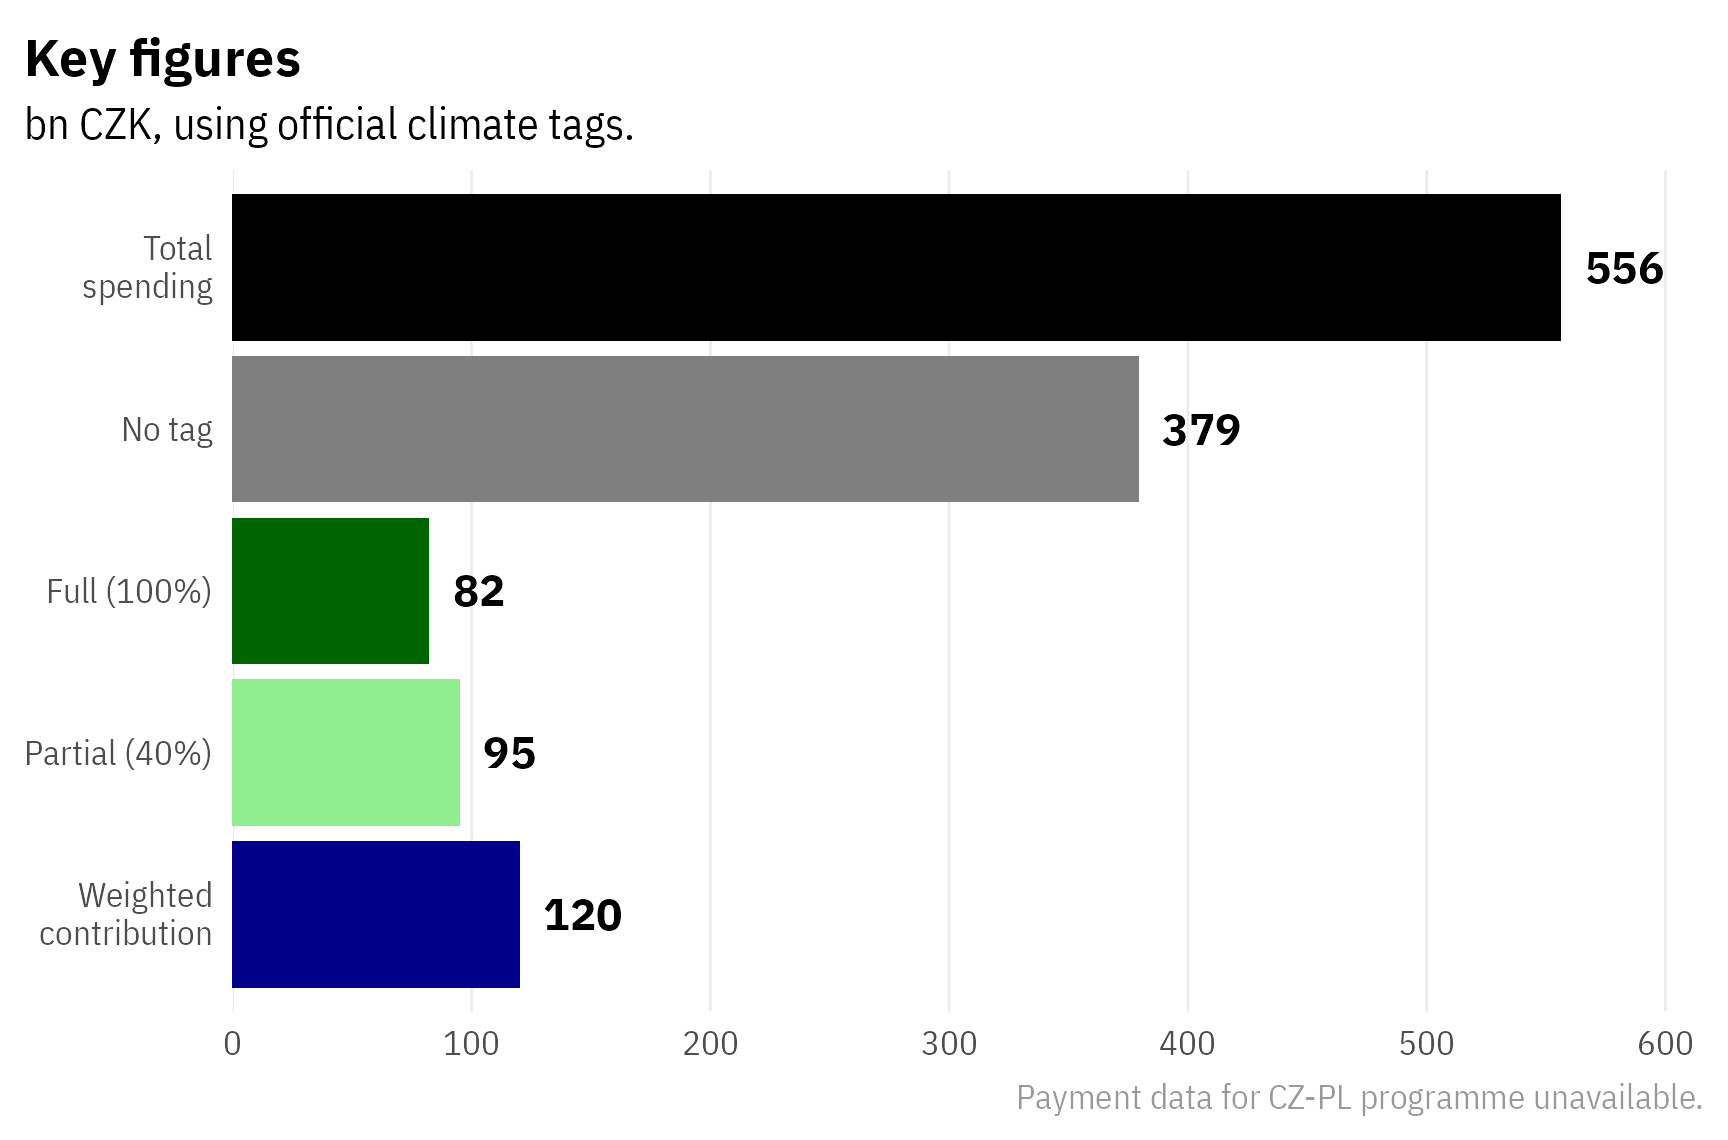 Key figures
bn CZK, using official climate tags.
Total
spending
556
No tag
379
Full (100%)
82
Partial (40%)
95
Weighted
contribution
120
0 100 200 300 400 500 600
Payment data for CZ-PL programme unavailable.